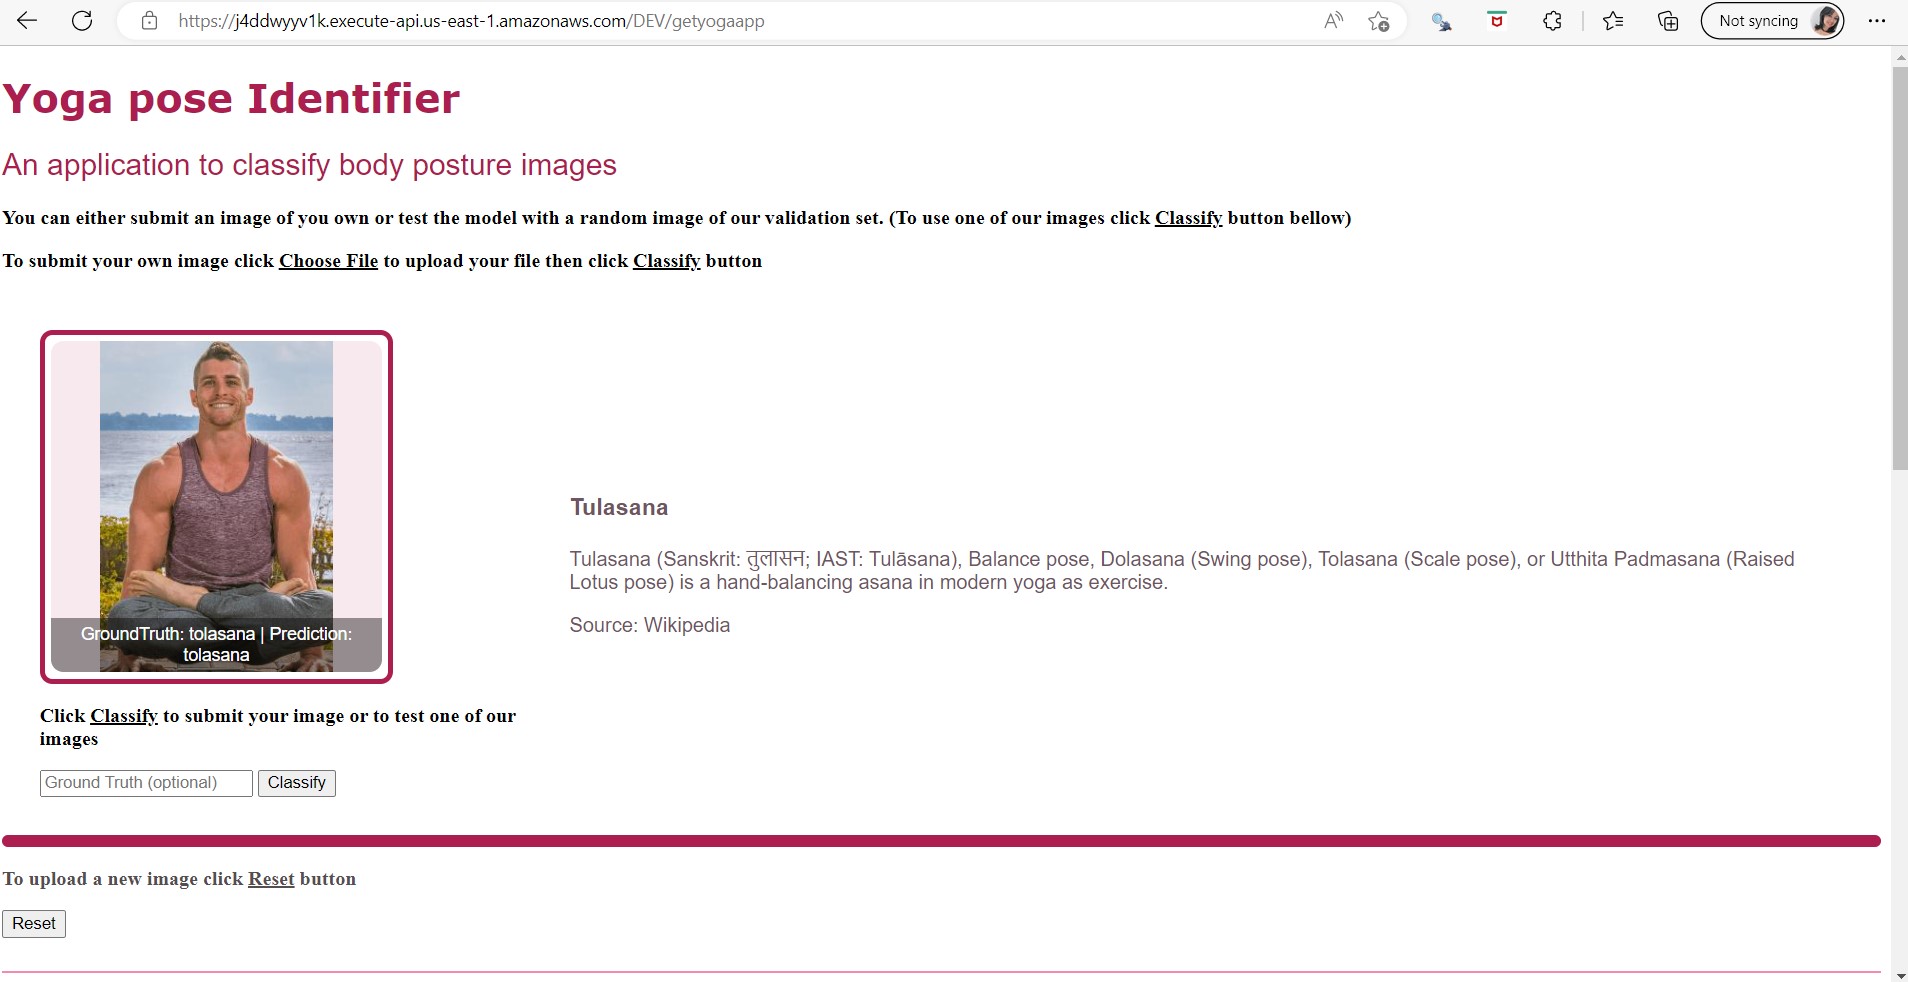 https://j4ddwyyv1k.execute-api.us-east-1.amazonaws.com/DEV/getyogaapp
Not syncing
Yoga pose Identifier
An application to classify body posture images
You can either submit an image of you own or test the model with a random image of our validation set. (To use one of our images click Classify button bellow)
To submit your own image click Choose File to upload your file then click Classify button
GroundTruth: tolasana | Prediction:
tolasana
Tulasana
Tulasana (Sanskrit: तुलासन; IAST: Tulāsana), Balance pose, Dolasana (Swing pose), Tolasana (Scale pose), or Utthita Padmasana (Raised
Lotus pose) is a hand-balancing asana in modern yoga as exercise.
Source: Wikipedia
Click Classify to submit your image or to test one of our
images
Ground Truth (optional) Classify
To upload a new image click Reset button
Reset